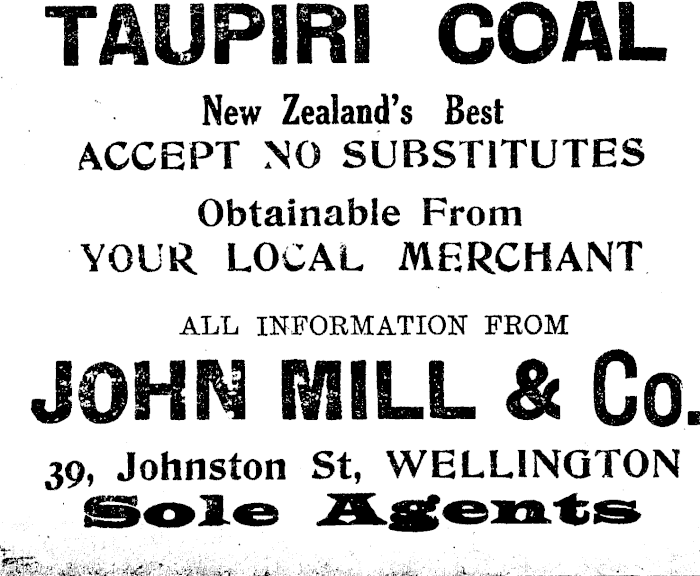 TAUPIRI COAL
New Zealand's Best
ACCEPT NO SUBSTITUTES
Obtainable From
YOUR LOCAL MERCHANT
ALL INFORMATION FROM
JOHN MILL & Co.
39, Johnston St, WELLINGTON
Sole Agents